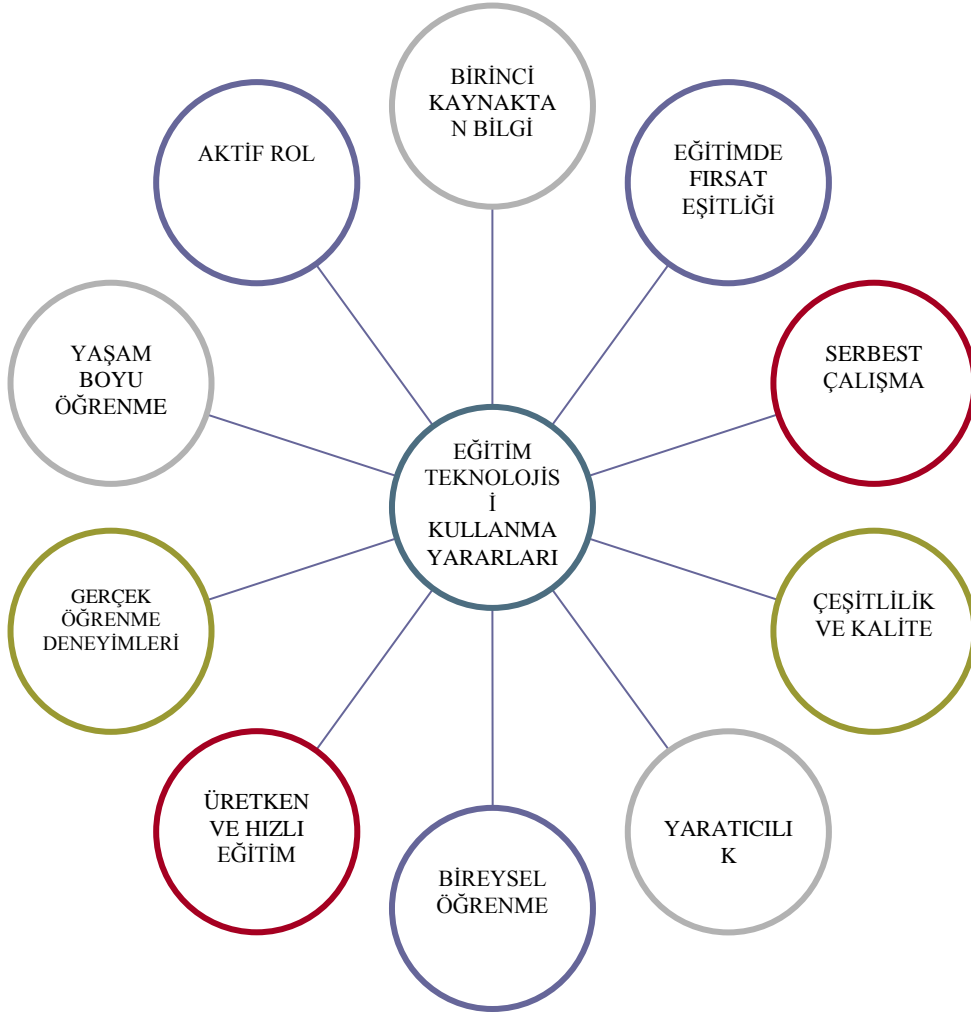 BİRİNCİ
KAYNAKTA
N BİLGİ
EĞİTİMDE
FIRSAT
EŞİTLİĞİ
SERBEST
ÇALIŞMA
ÇEŞİTLİLİK
VE KALİTE
YARATICILI
K
BİREYSEL
ÖĞRENME
ÜRETKEN
VE HIZLI
EĞİTİM
GERÇEK
ÖĞRENME
DENEYİMLERİ
YAŞAM
BOYU
ÖĞRENME
AKTİF ROL
EĞİTİM
TEKNOLOJİS
İ
KULLANMA
YARARLARI